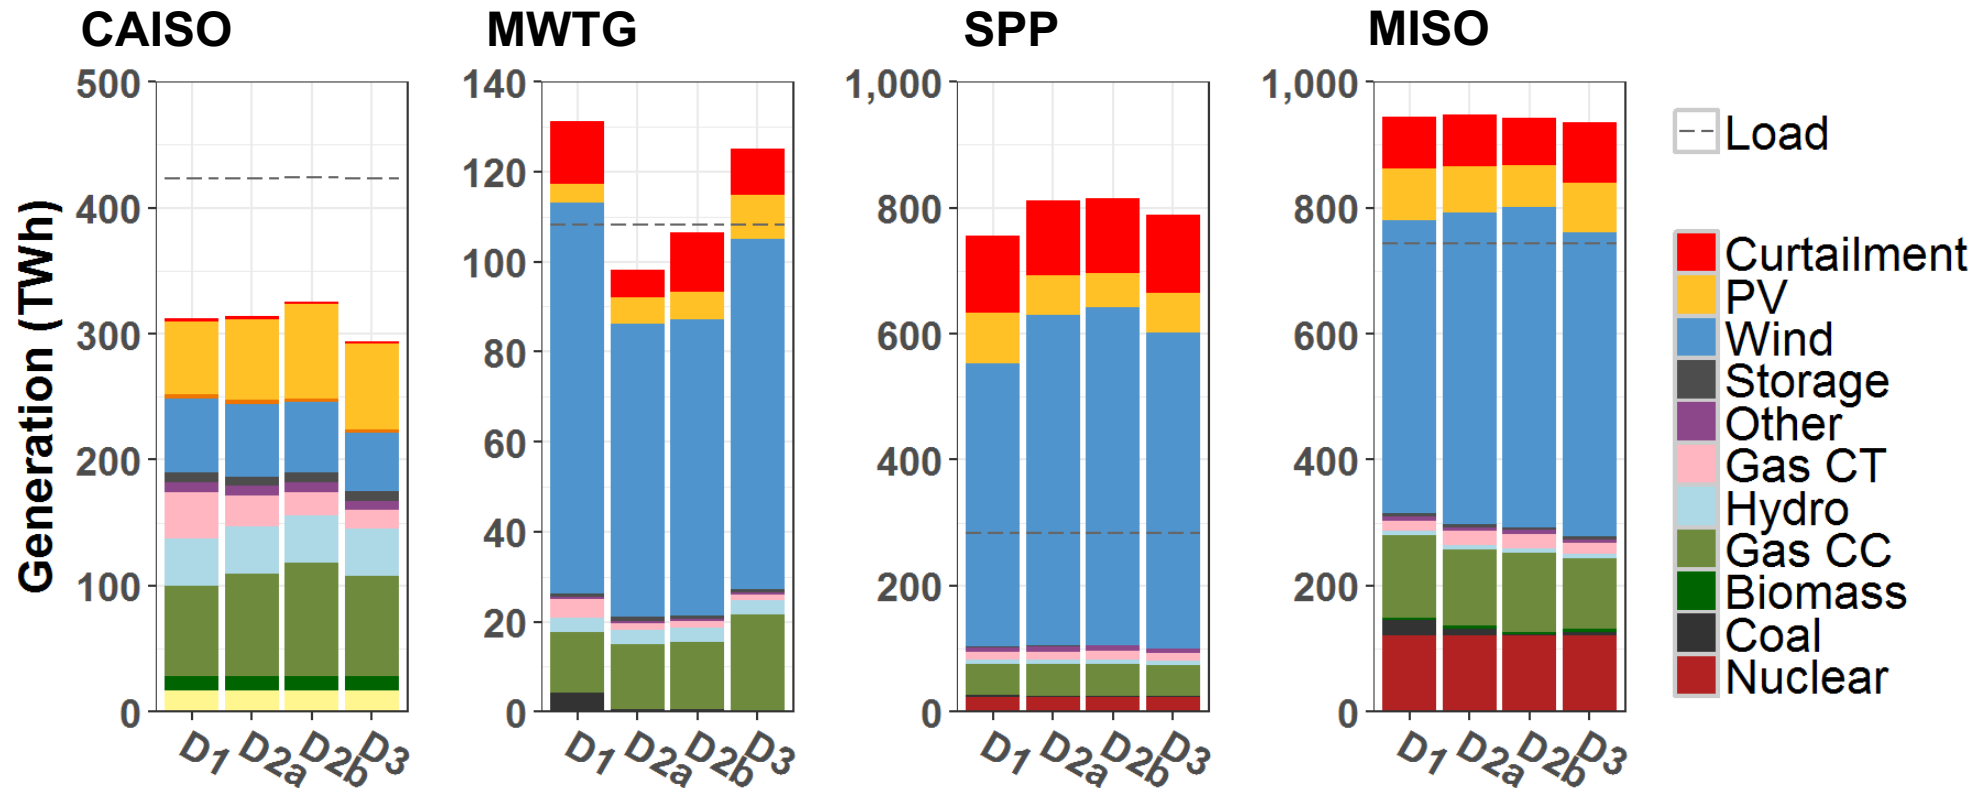 CAISO MWTG SPP MISO
Generation (TWh)
500
400
300
200
100
0
D1 D2a D2b D3
140
120
100
80
60
40
20
0
D1 D2a D2b D3
1,000
800
600
400
200
0
D1 D2a D2b D3
1,000
800
600
400
200
0
D1 D2a D2b D3
Load
Curtailment
PV
Wind
Storage
Other
Gas CT
Hydro
Gas CC
Biomass
Coal
Nuclear